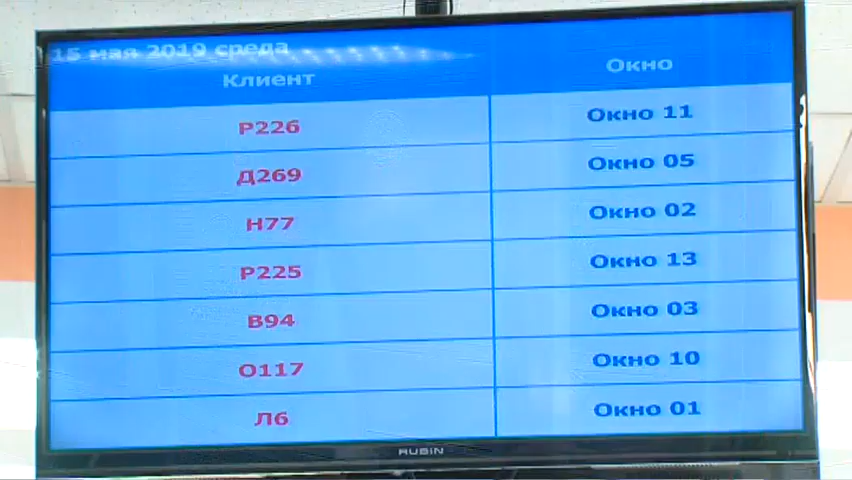 15 мая 2019 среда
Клиент Окно
Р226 Окно 11
Д269 Окно 05
Н77 Окно 02
Р225 Окно 13
В94 Окно 03
О117 Окно 10
Л6 Окно 01
RUBIN